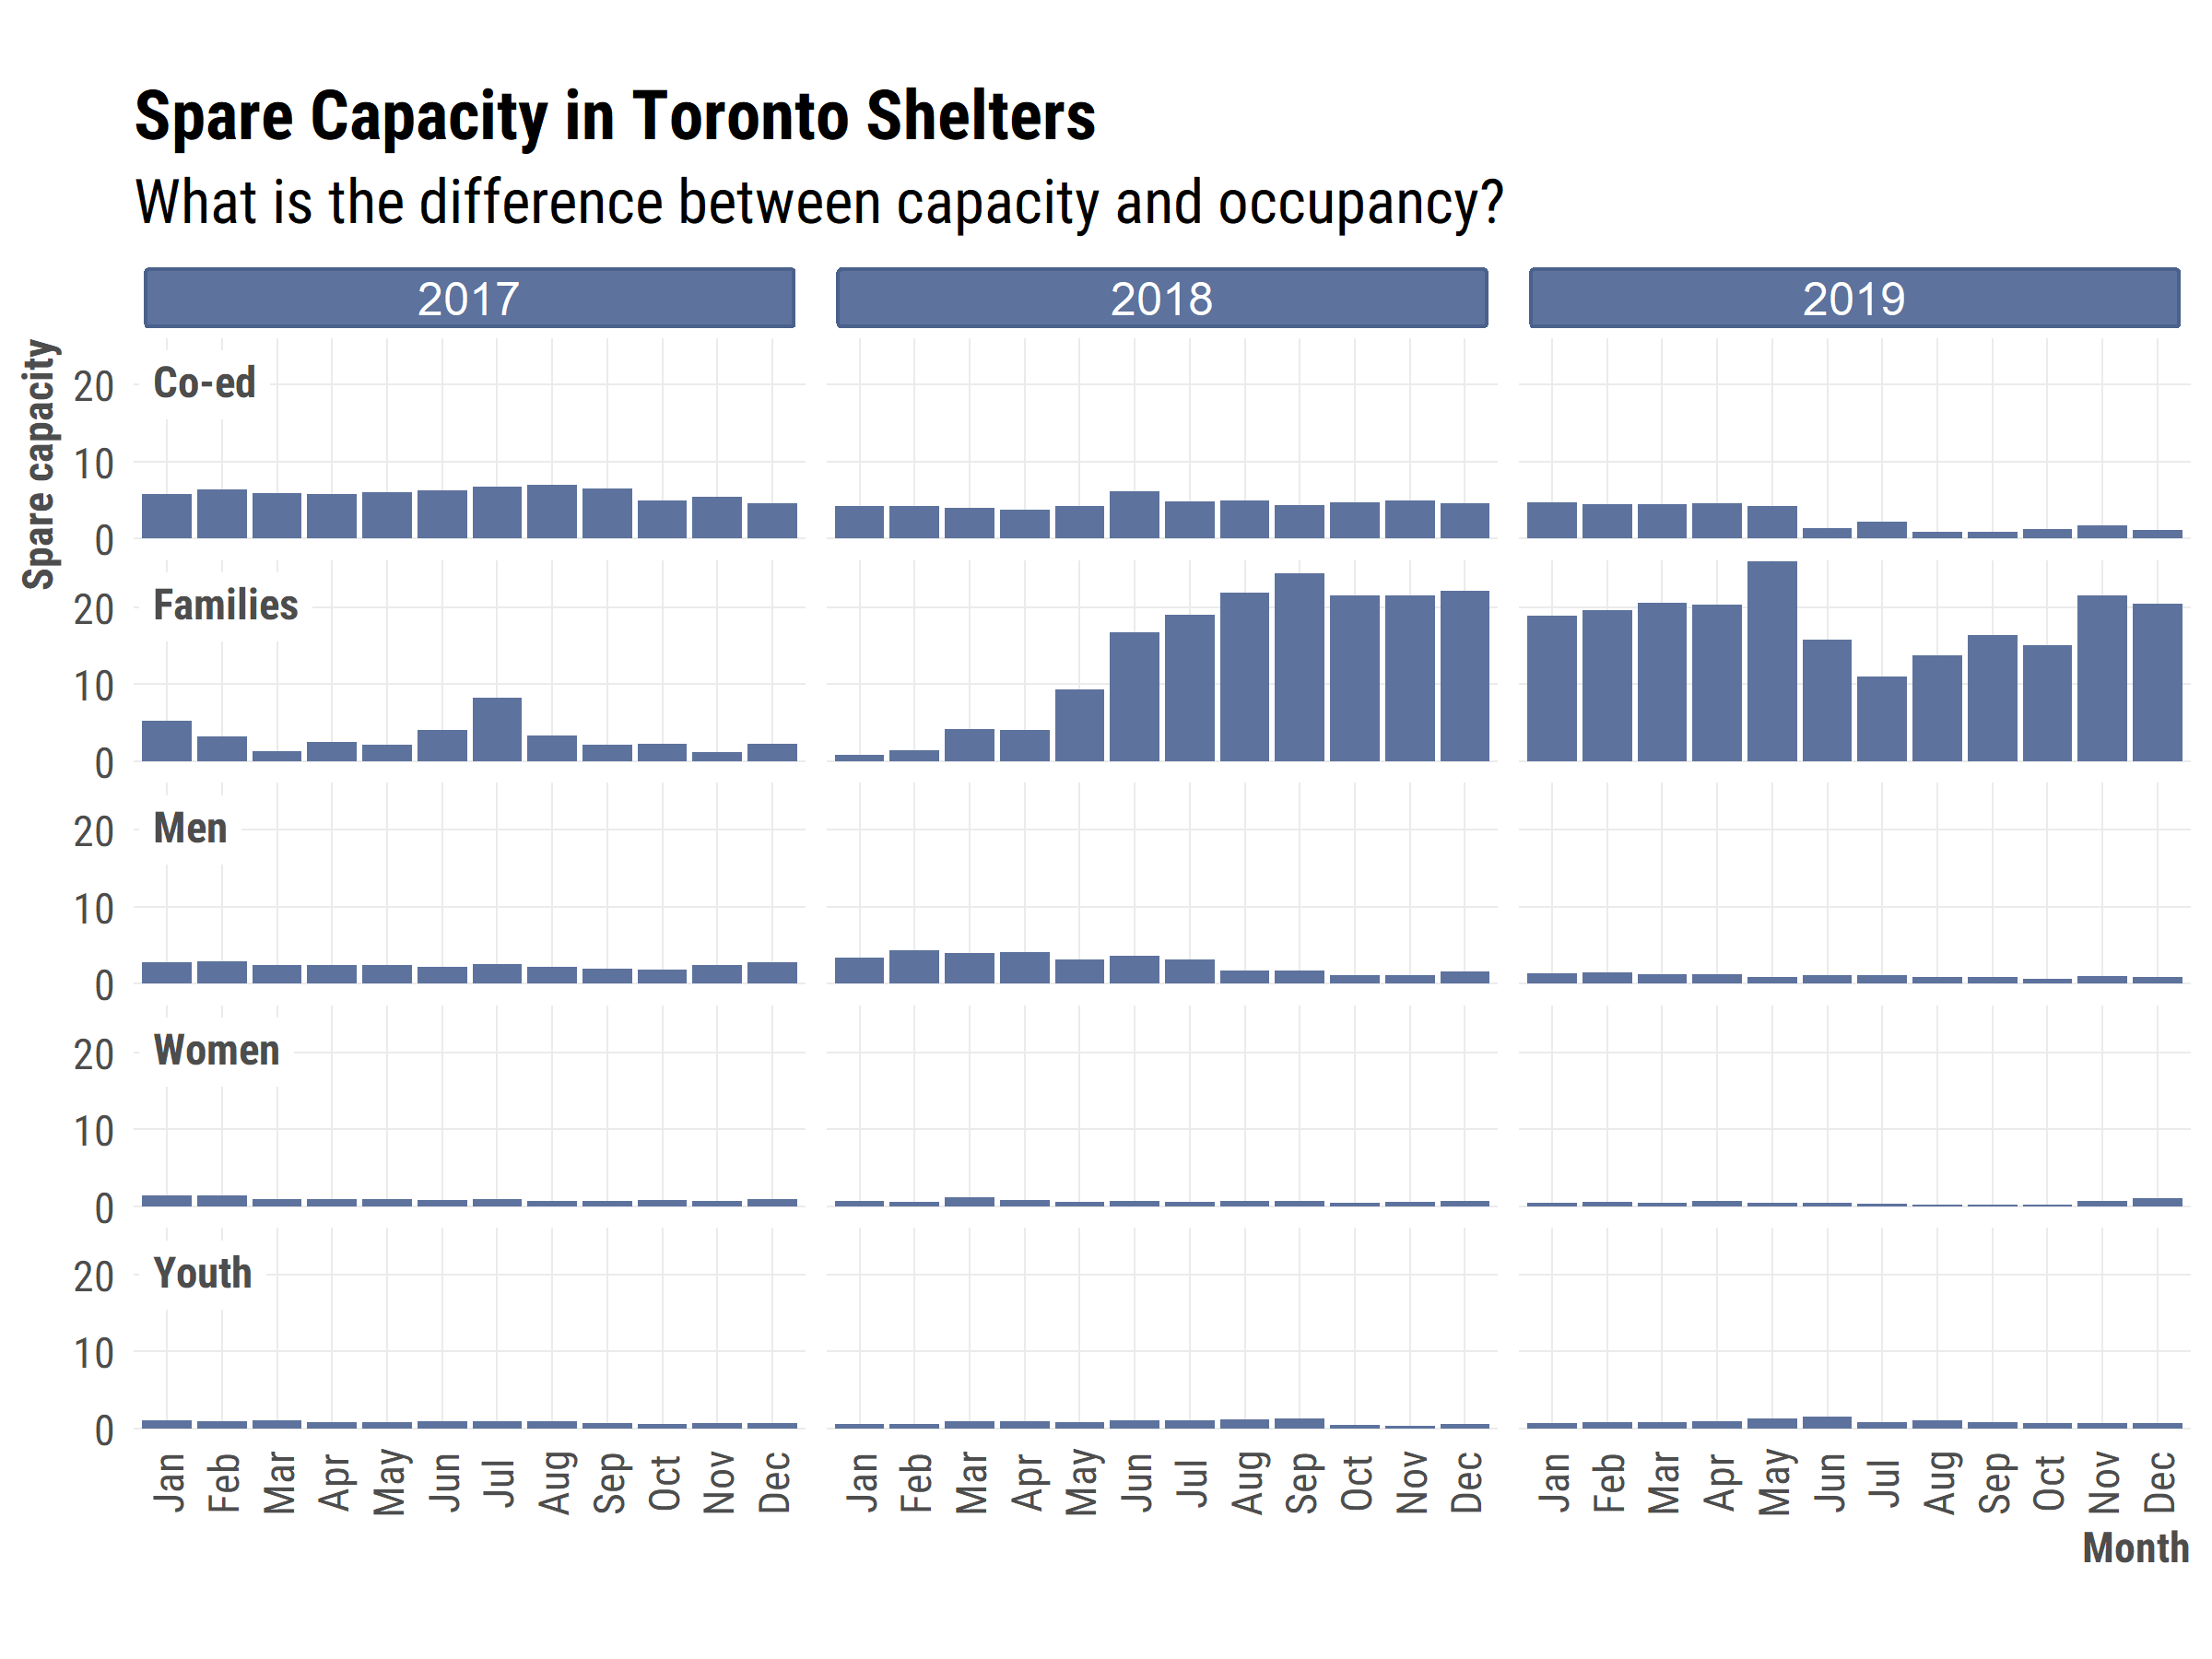 Spare Capacity in Toronto Shelters
What is the difference between capacity and occupancy?
2017 2018 2019
Spare capacity
Co-ed
20
10
0
Families
20
10
0
Men
20
10
0
Women
20
10
0
Youth
20
10
0
Jan Feb Mar Apr May Jun Jul Aug Sep Oct Nov Dec Jan Feb Mar Apr May Jun Jul Aug Sep Oct Nov Dec Jan Feb Mar Apr May Jun Jul Aug Sep Oct Nov Dec
Month